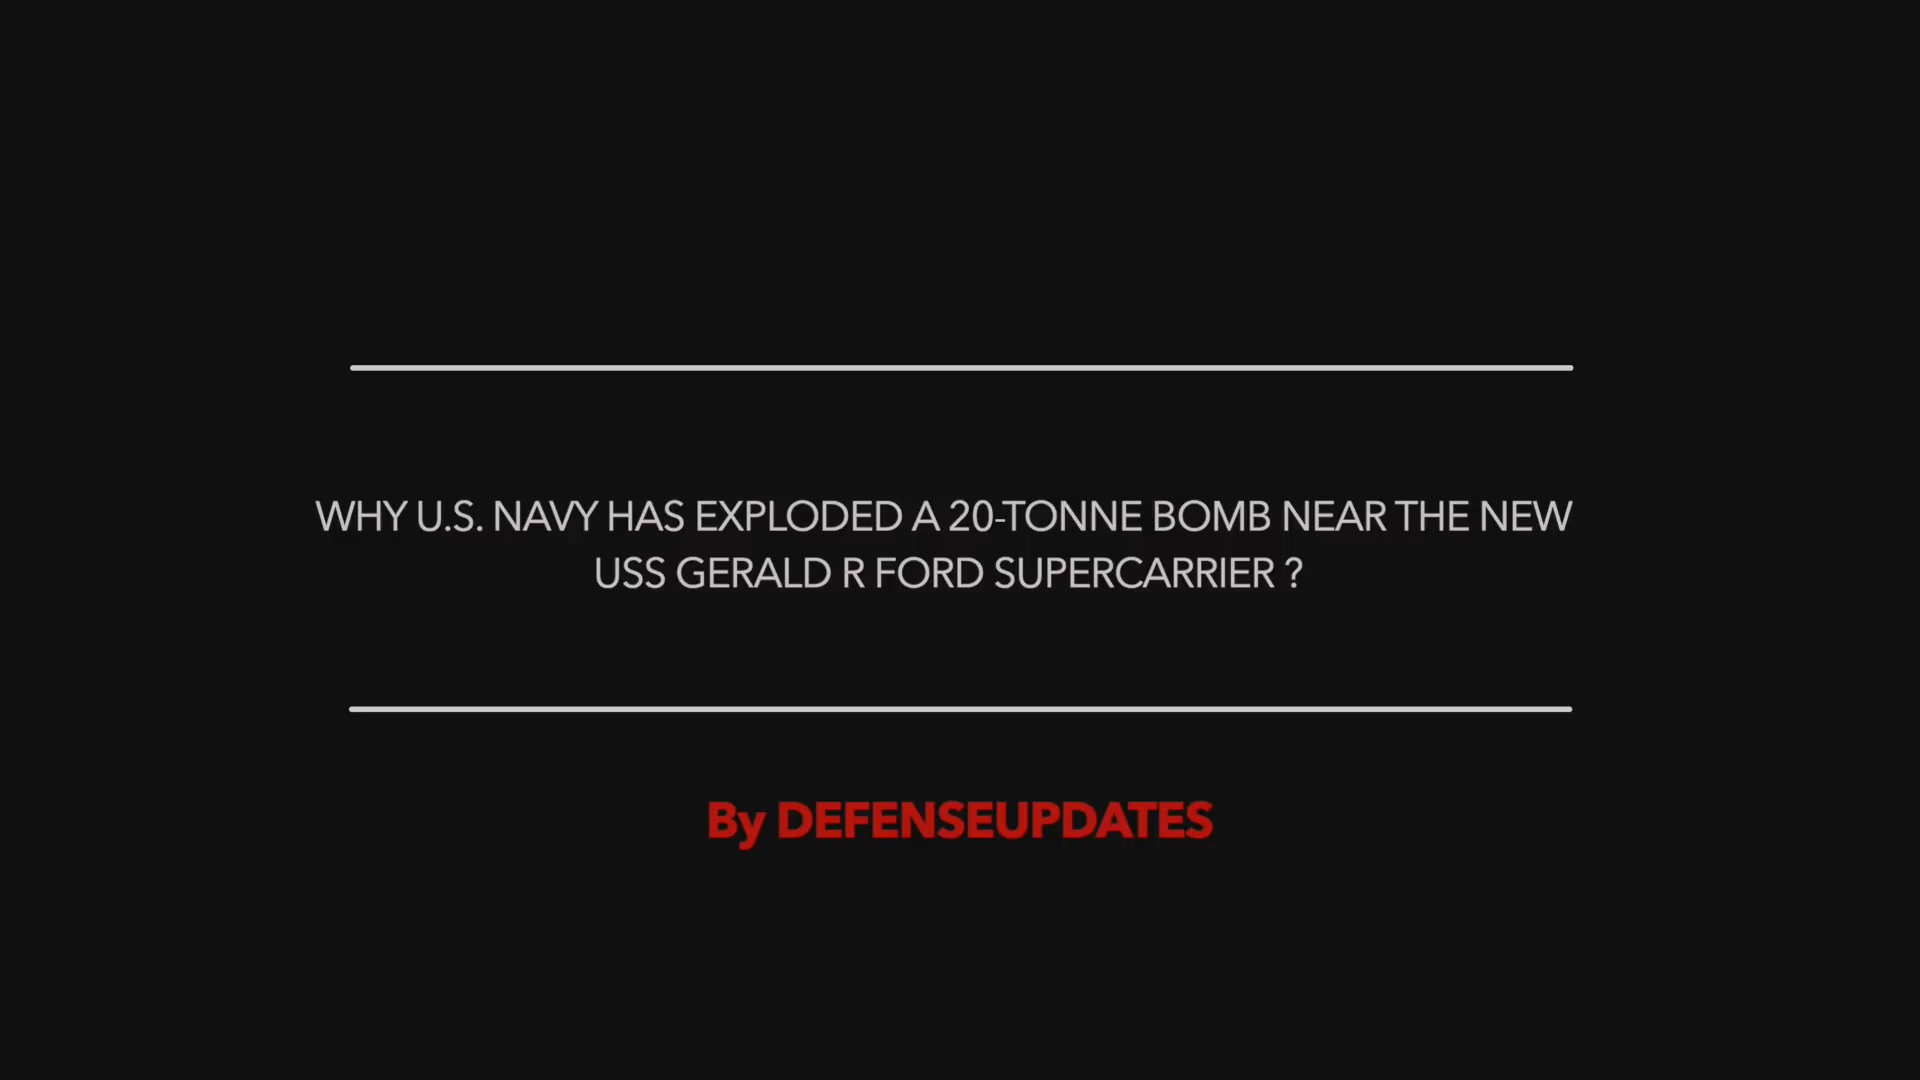 WHY U.S. NAVY HAS EXPLODED A 20-TONNE BOMB NEAR THE NEW
USS GERALD R FORD SUPERCARRIER ?
By DEFENSEUPDATES